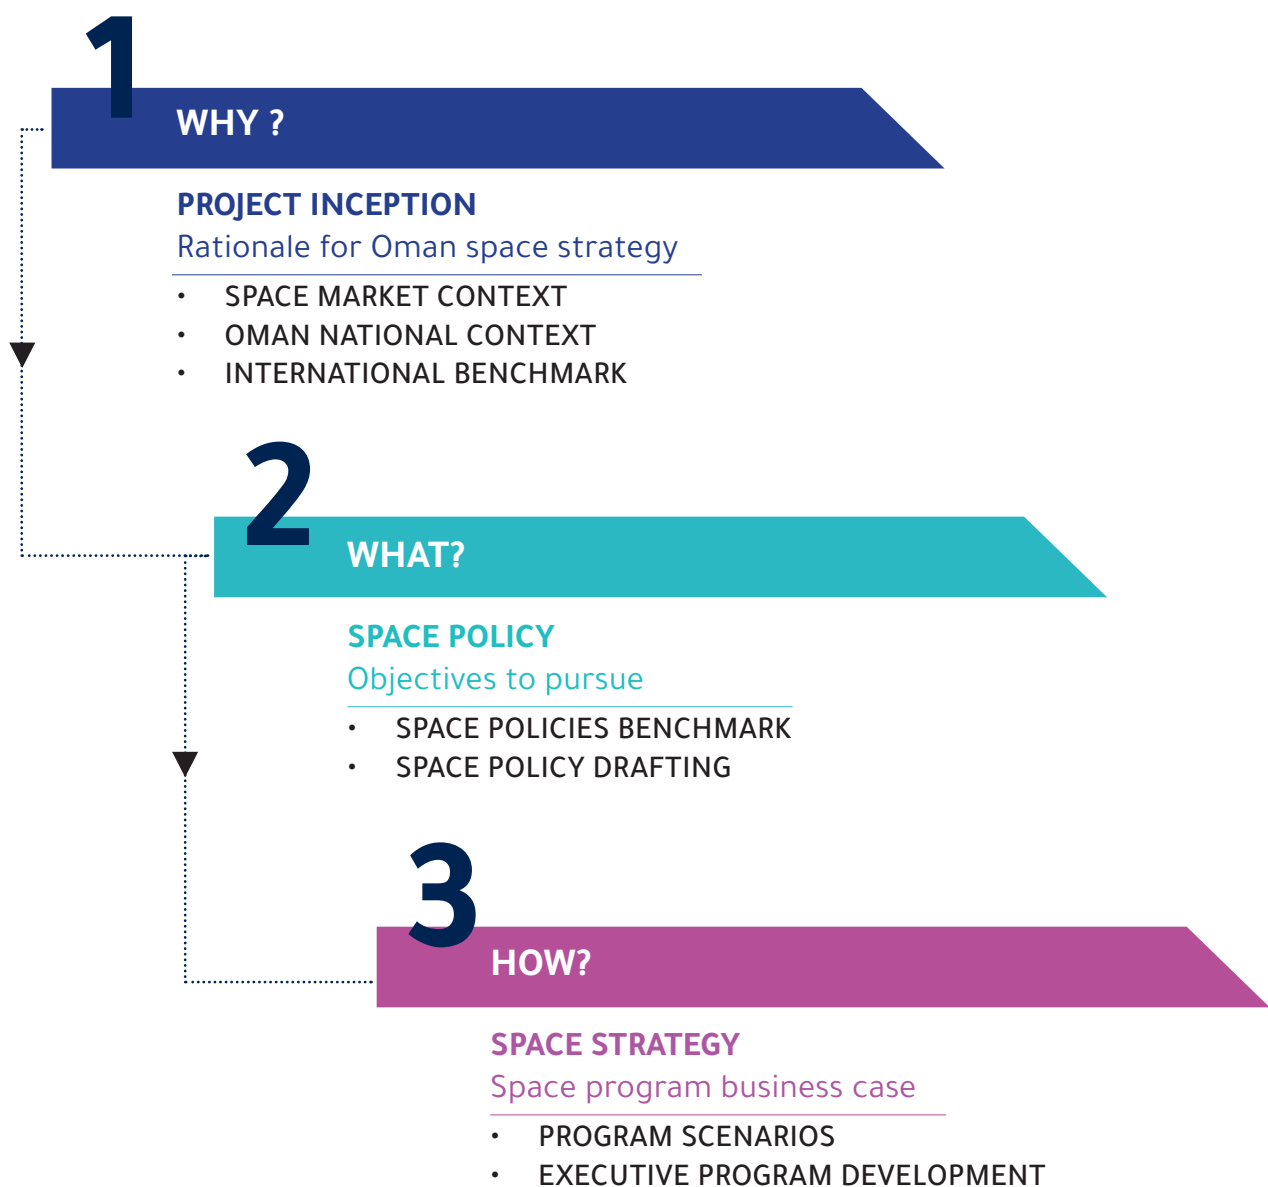 1
WHY ?
PROJECT INCEPTION
Rationale for Oman space strategy
• SPACE MARKET CONTEXT
• OMAN NATIONAL CONTEXT
• INTERNATIONAL BENCHMARK
2
WHAT?
SPACE POLICY
Objectives to pursue
• SPACE POLICIES BENCHMARK
• SPACE POLICY DRAFTING
3
HOW?
SPACE STRATEGY
Space program business case
• PROGRAM SCENARIOS
• EXECUTIVE PROGRAM DEVELOPMENT